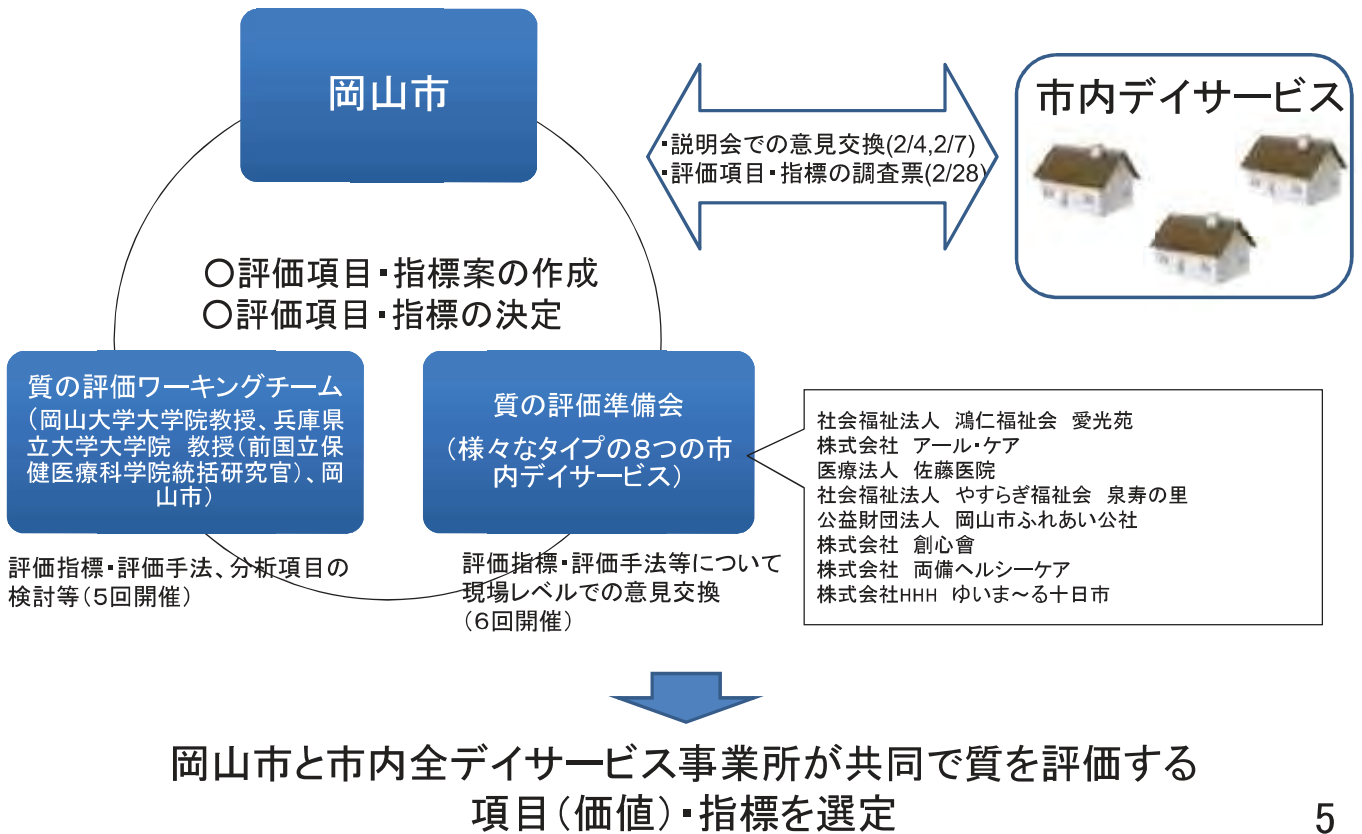 岡山市
市内デイサービス
▪説明会での意見交換(2/4,2/7)
▪評価項目▪指標の調査票(2/28)
〇評価項目▪指標案の作成
〇評価項目▪指標の決定
質の評価ワーキングチーム
(岡山大学大学院教授、兵庫県
立大学大学院 教授(前国立保
健医療科学院統括研究官)、岡
山市)
質の評価準備会
(様々なタイプの8つの市
内デイサービス)
社会福祉法人 鴻仁福祉会 愛光苑
株式会社 アール▪ケア
医療法人 佐藤医院
社会福祉法人 やすらぎ福祉会 泉寿の里
公益財団法人 岡山市ふれあい公社
株式会社 創心會
株式会社 両備ヘルシーケア
株式会社HHH ゆいま~る十日市
評価指標▪評価手法、分析項目の
検討等(5回開催)
評価指標▪評価手法等について
現場レベルでの意見交換
(6回開催)
岡山市と市内全デイサービス事業所が共同で質を評価する
項目(価値)▪指標を選定
5